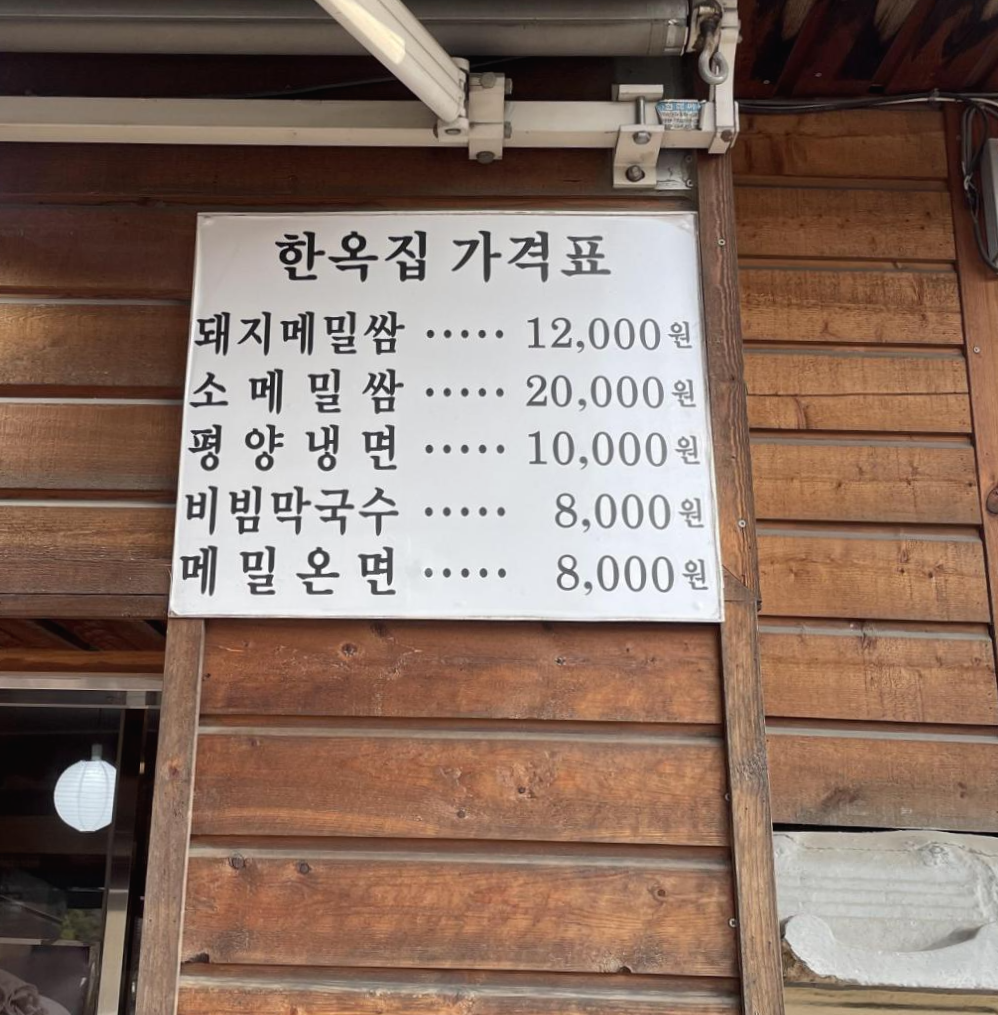 한옥집 가격표
돼지메밀쌈 ····· 12,000원
소메밀쌈 ····· 20,000원
평양냉면 ····· 10,000원
비빔막국수 ····· 8,000원
메밀온면 ····· 8,000원